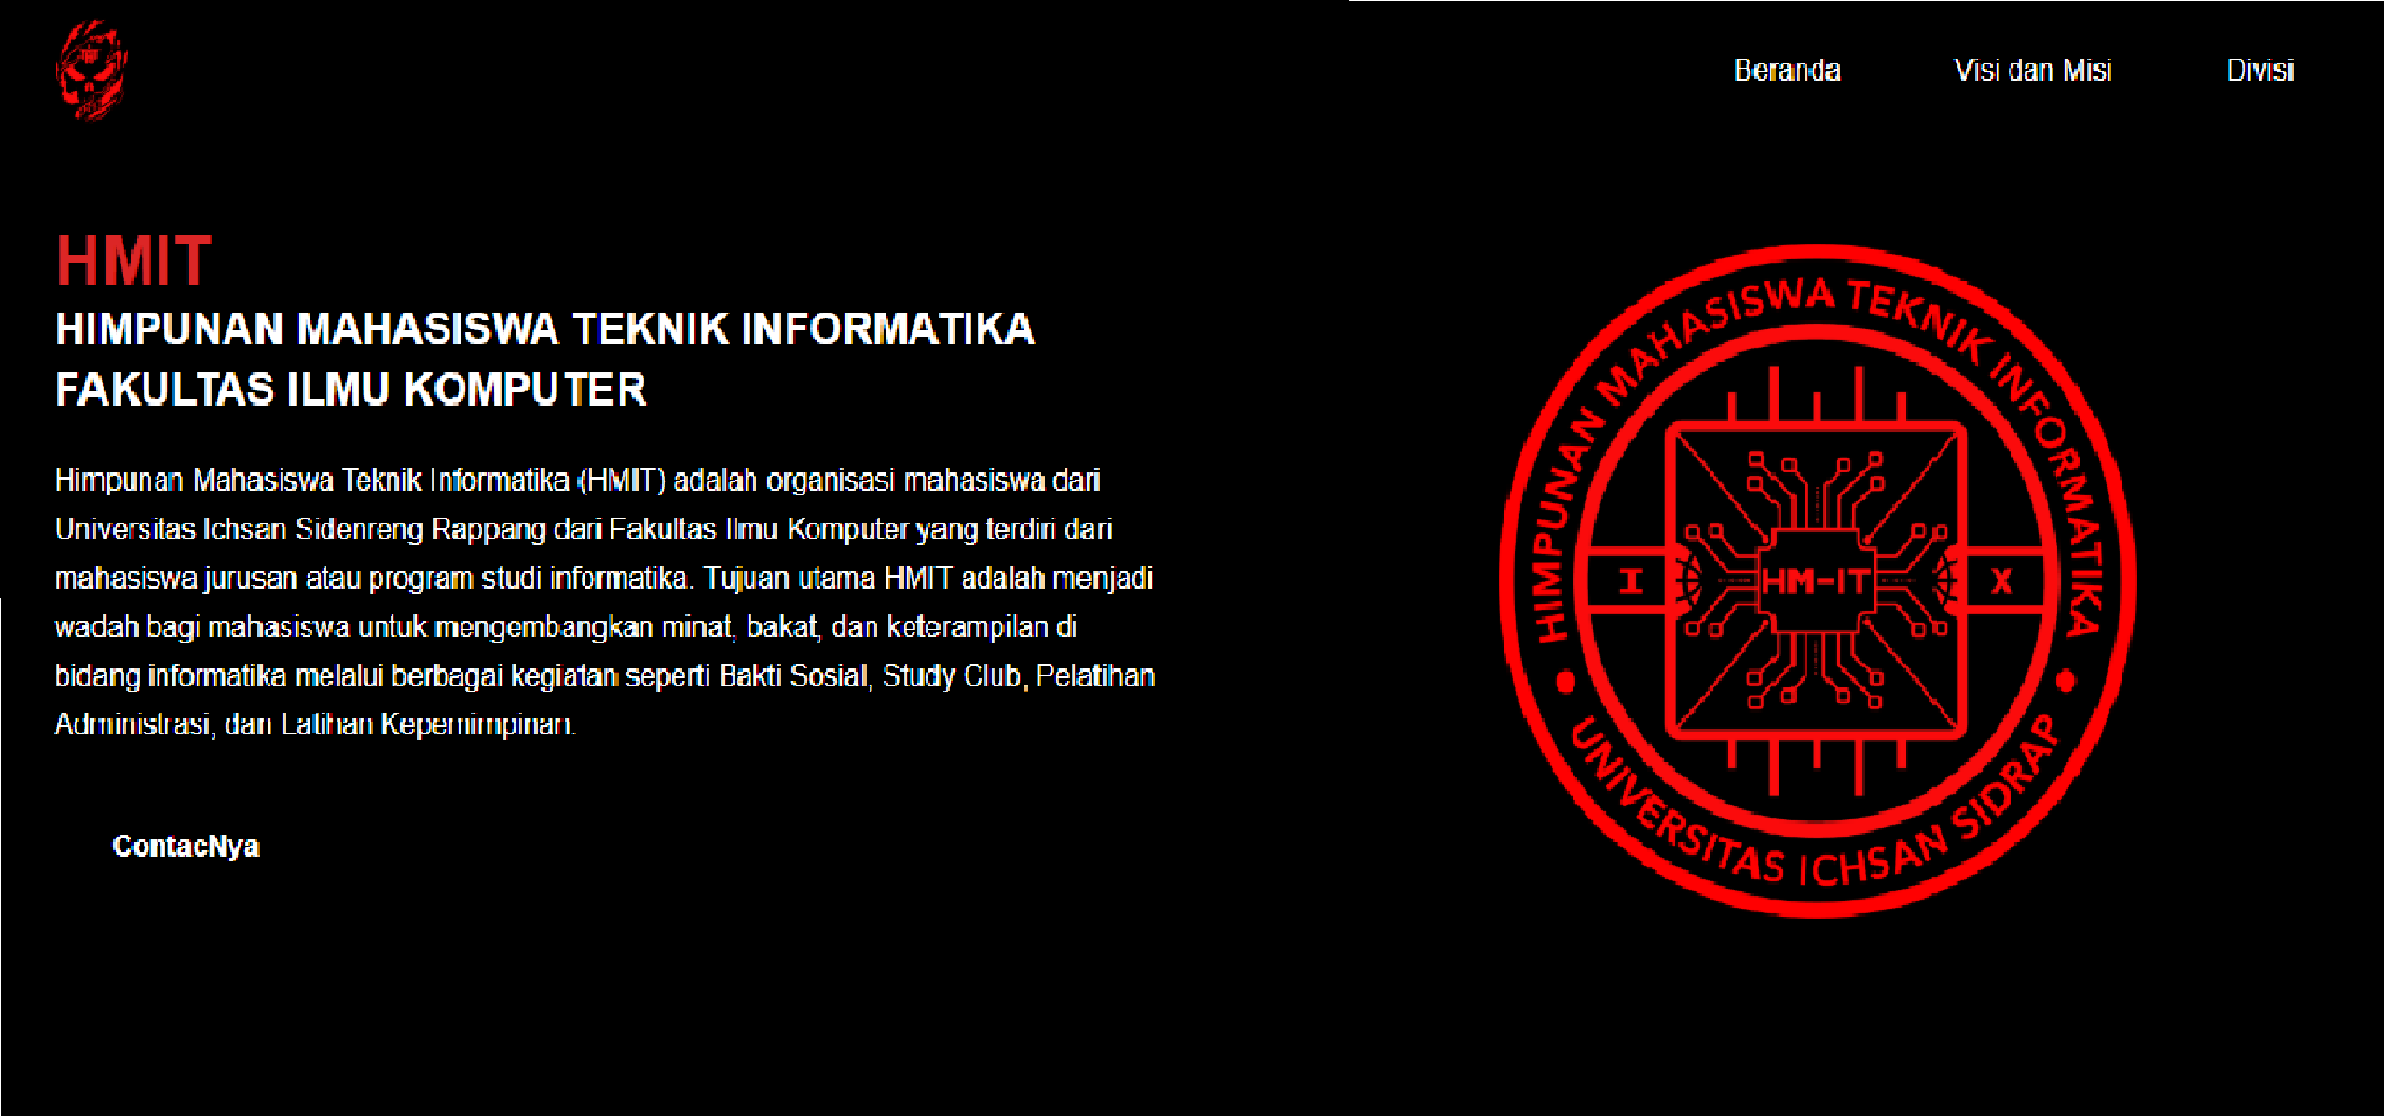 Beranda Visi dan Misi Divisi
HMIT
HIMPUNAN MAHASISWA TEKNIK INFORMATIKA
FAKULTAS ILMU KOMPUTER
Himpunan Mahasiswa Teknik Informatika (HMIT) adalah organisasi mahasiswa dari
Universitas Ichsan Sidenreng Rappang dari Fakultas Ilmu Komputer yang terdiri dari
mahasiswa jurusan atau program studi informatika. Tujuan utama HMIT adalah menjadi
wadah bagi mahasiswa untuk mengembangkan minat, bakat, dan keterampilan di
bidang informatika melalui berbagai kegiatan seperti Bakti Sosial, Study Club, Pelatihan
Administrasi, dan Latihan Kepemimpinan.
ContacNya
HIMPUNAN MAHASISWA TEKNIK INFORMATIKA
I HM-IT X
UNIVERSITAS ICHSAN SIDRAP